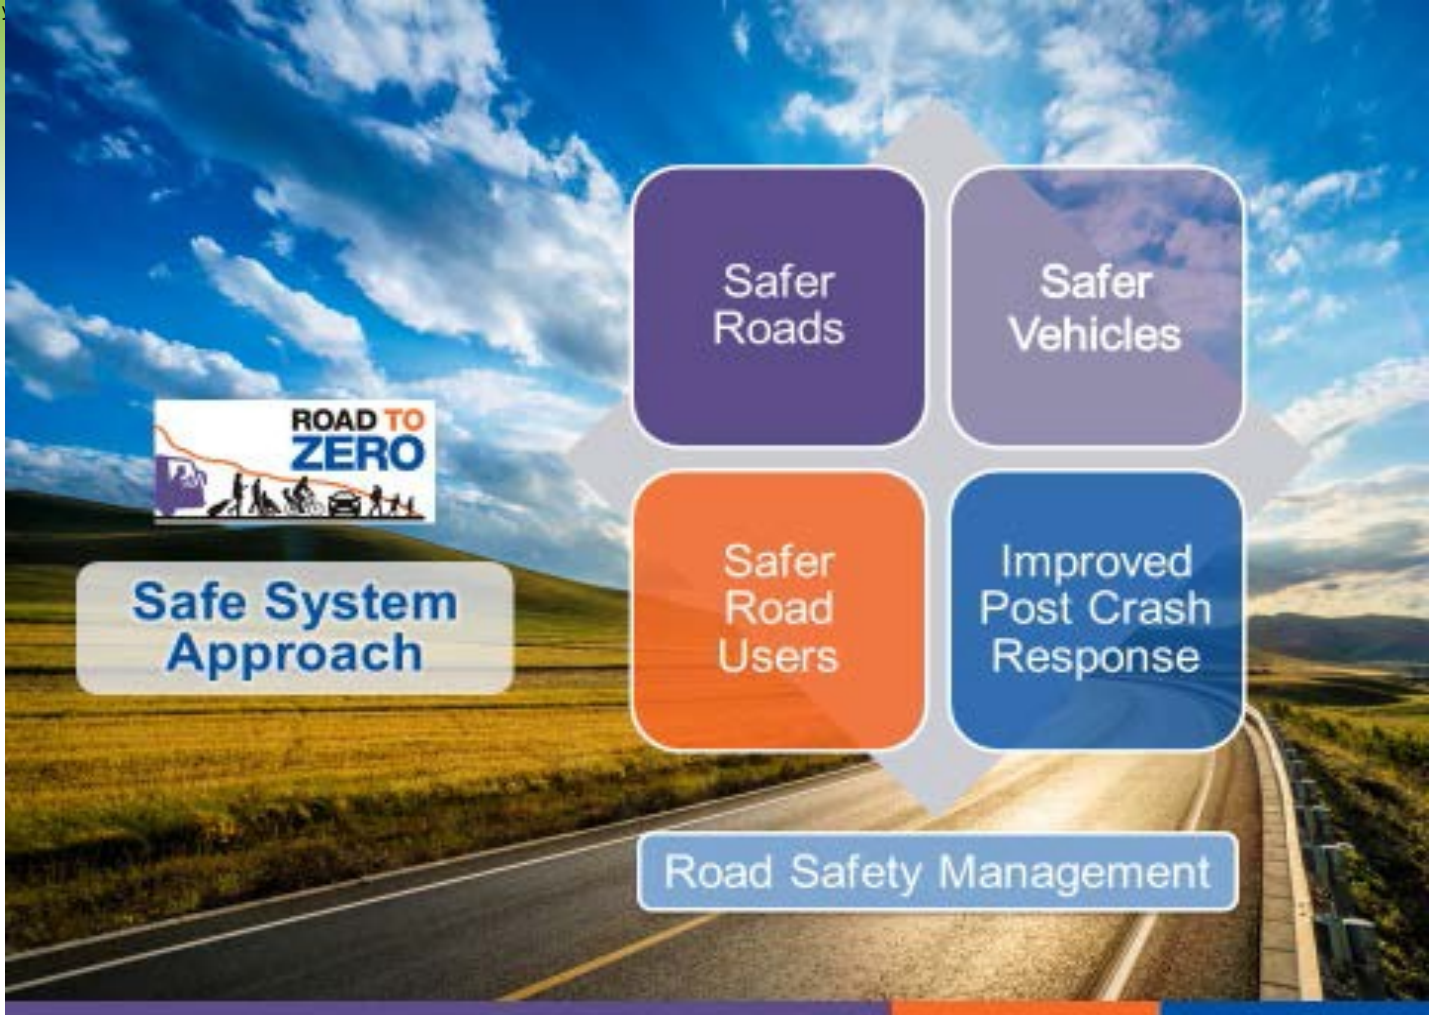 ROAD TO
ZERO
Safe System
Approach
Safer
Roads
Safer
Vehicles
Safer
Road
Users
Improved
Post Crash
Response
Road Safety Management